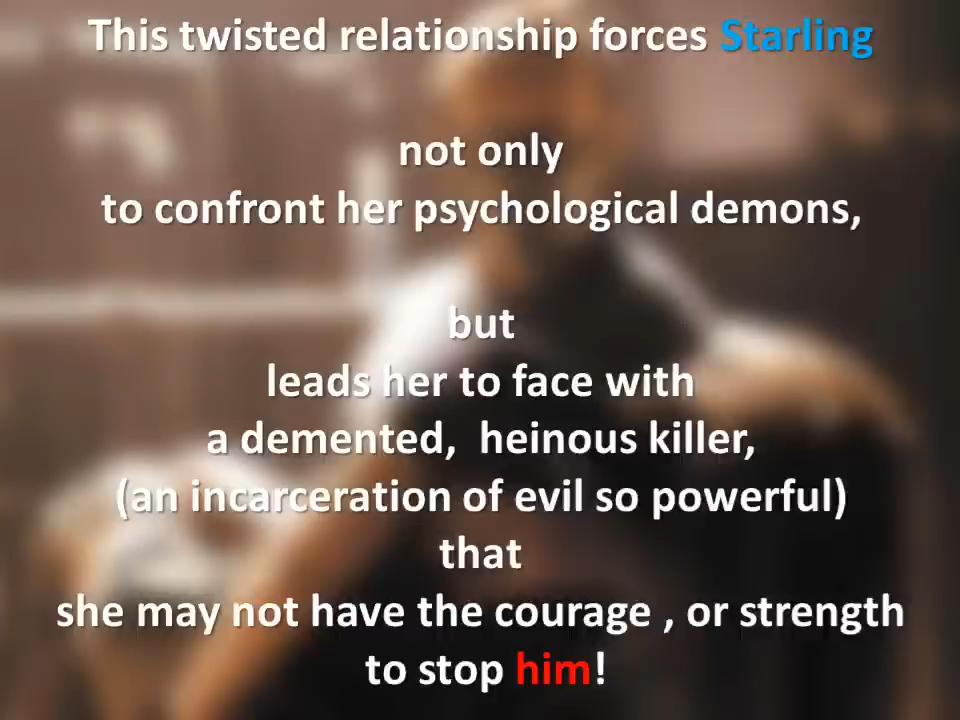 This twisted relationship forces Starling
not only
to confront her psychological demons,
but
leads her to face with
a demented,  heinous killer,
(an incarceration of evil so powerful)
that
she may not have the courage , or strength
to stop him!